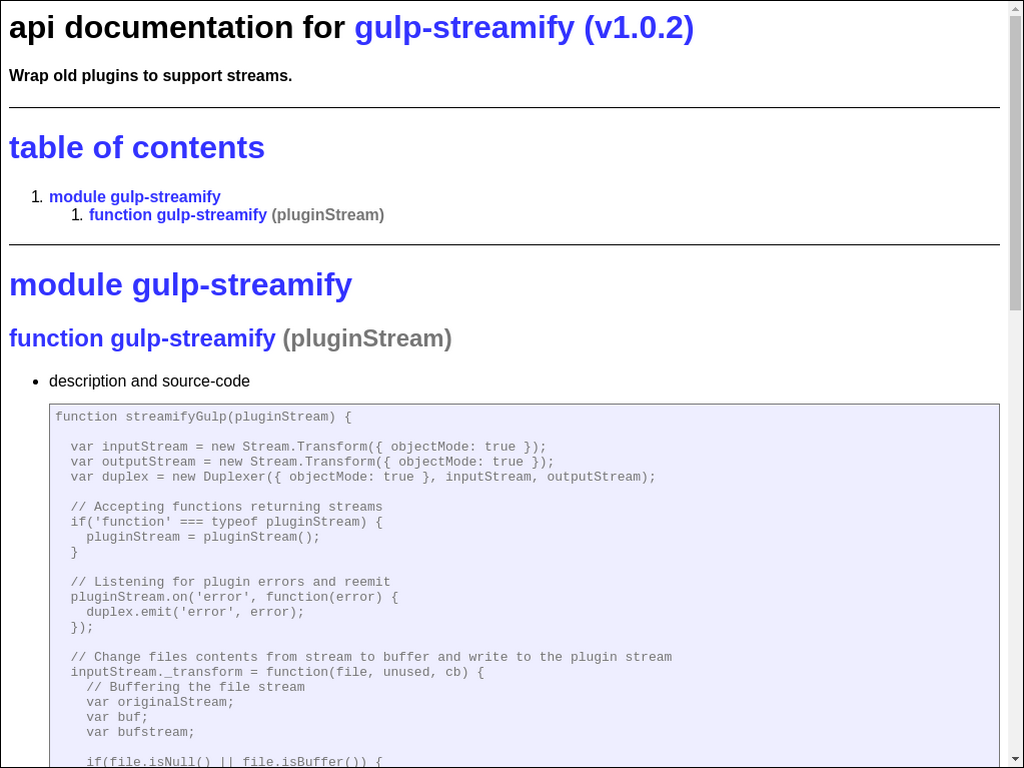 api documentation for gulp-streamify (v1.0.2)
Wrap old plugins to support streams.
table of contents
1. module gulp-streamify
1. function gulp-streamify (pluginStream)
module gulp-streamify
function gulp-streamify (pluginStream)
• description and source-code
function streamifyGulp(pluginStream) {
  var inputStream = new Stream.Transform({ objectMode: true });
  var outputStream = new Stream.Transform({ objectMode: true });
  var duplex = new Duplexer({ objectMode: true }, inputStream, outputStream);
  // Accepting functions returning streams
  if('function' === typeof pluginStream) {
    pluginStream = pluginStream();
  }
  // Listening for plugin errors and reemit
  pluginStream.on('error', function(error) {
    duplex.emit('error', error);
  });
  // Change files contents from stream to buffer and write to the plugin stream
  inputStream._transform = function(file, unused, cb) {
    // Buffering the file stream
    var originalStream;
    var buf;
    var bufstream;
    if(file.isNull() || file.isBuffer()) {